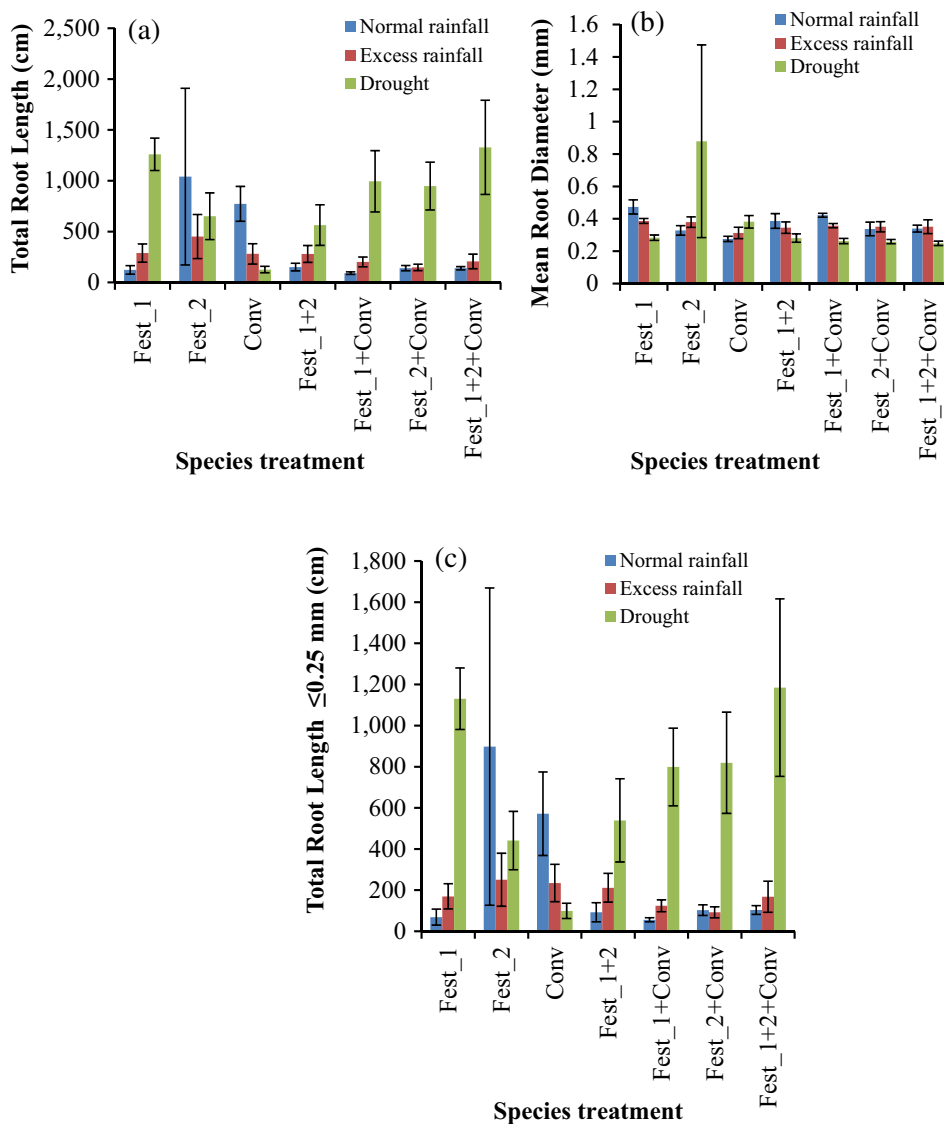 (a)
Normal rainfall
Excess rainfall
Drought
Total Root Length (cm)
2,500
2,000
1,500
1,000
500
0
Fest_1
Fest_2
Conv
Fest_1+2
Fest_1+Conv
Fest_2+Conv
Fest_1+2+Conv
Species treatment
(b)
Normal rainfall
Excess rainfall
Drought
Mean Root Diameter (mm)
1.6
1.4
1.2
1
0.8
0.6
0.4
0.2
0
Fest_1
Fest_2
Conv
Fest_1+2
Fest_1+Conv
Fest_2+Conv
Fest_1+2+Conv
Species treatment
(c)
Normal rainfall
Excess rainfall
Drought
Total Root Length ≤0.25 mm (cm)
1,800
1,600
1,400
1,200
1,000
800
600
400
200
0
Fest_1
Fest_2
Conv
Fest_1+2
Fest_1+Conv
Fest_2+Conv
Fest_1+2+Conv
Species treatment